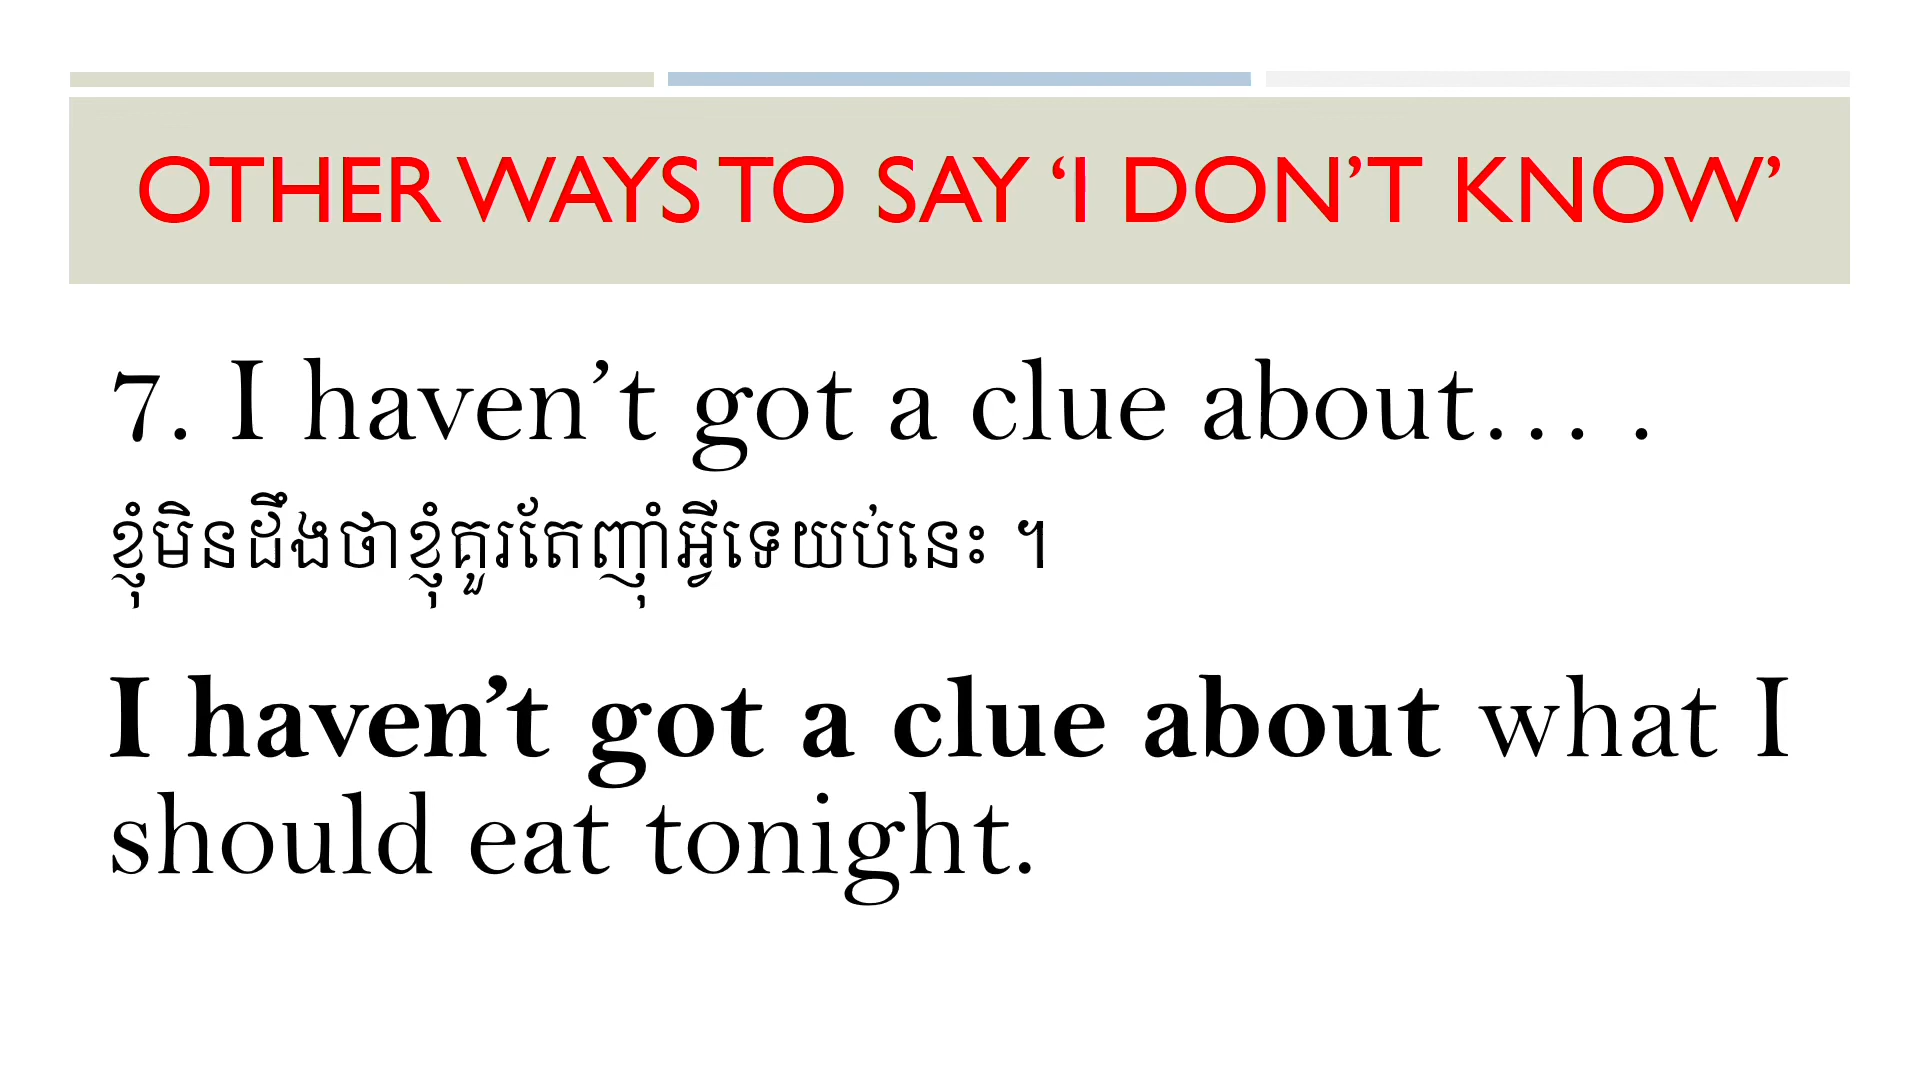 OTHER WAYS TO SAY ‘I DON’T KNOW’
7. I haven’t got a clue about… .
ខ្ញុំមិនដឹងថាខ្ញុំគួរតែញ៉ាំអ្វីទេយប់នេះ ។
I haven’t got a clue about what I
should eat tonight.